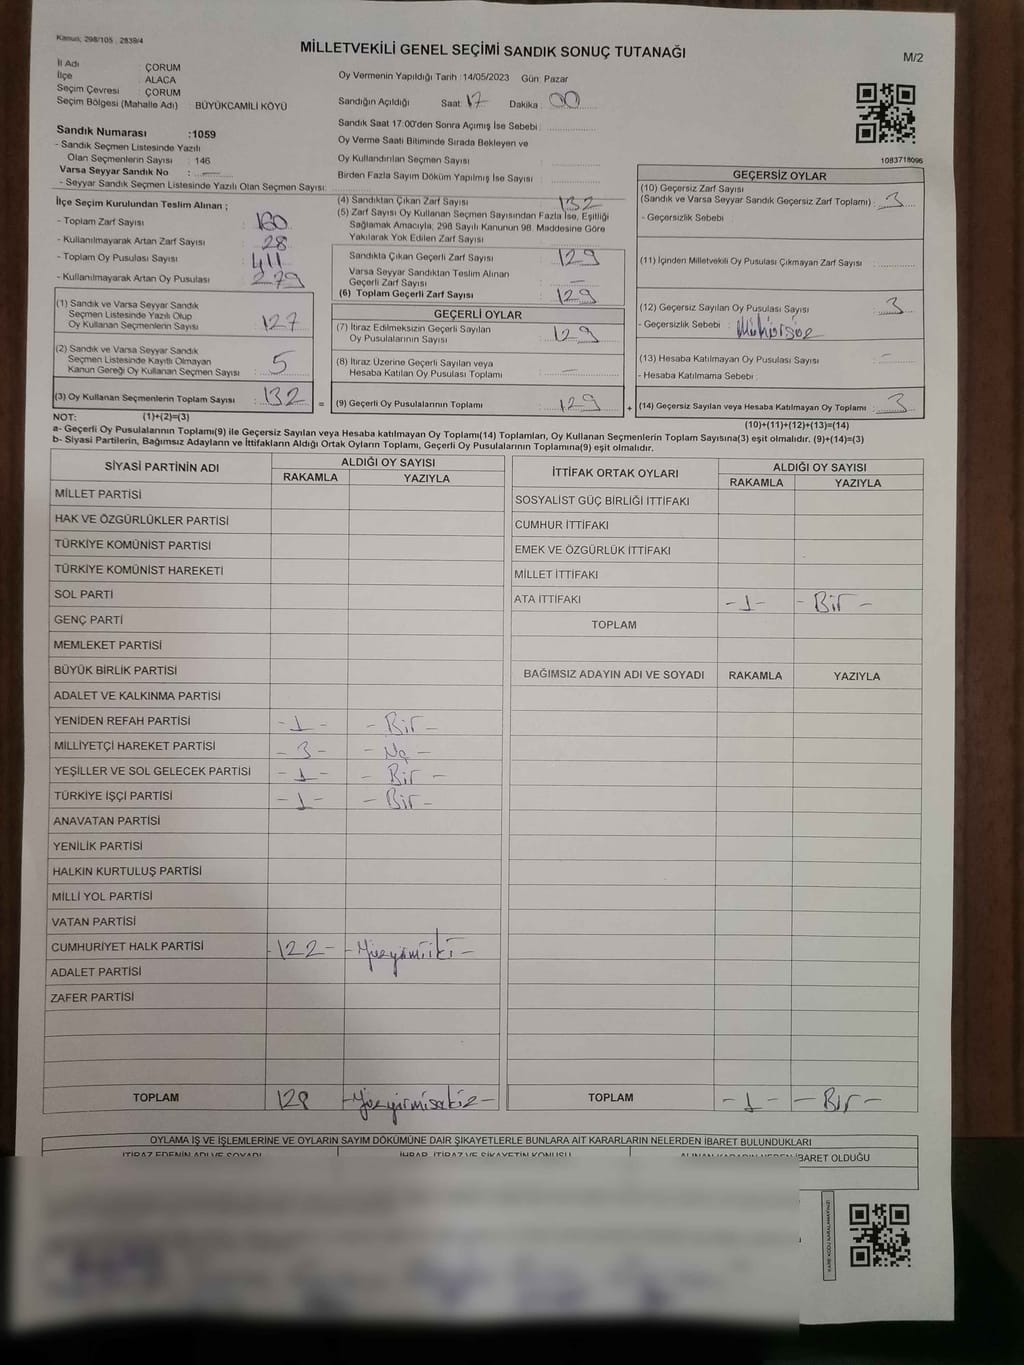 Kanun: 298/105 , 2839/4
MİLLETVEKİLİ GENEL SEÇİMİ SANDIK SONUÇ TUTANAĞI
M/2
İl Adı : ÇORUM
İlçe : ALACA
Seçim Çevresi : ÇORUM
Seçim Bölgesi (Mahalle Adı) : BÜYÜKCAMİLİ KÖYÜ
Oy Vermenin Yapıldığı Tarih :14/05/2023 Gün: Pazar
Sandığın Açıldığı Saat: 17 Dakika : 00
Sandık Saat 17:00'den Sonra Açımış İse Sebebi :
Oy Verme Saati Bitiminde Sırada Bekleyen ve
Oy Kullandırılan Seçmen Sayısı
Birden Fazla Sayım Döküm Yapılmış İse Sayısı
1083718096
Sandık Numarası :1059
- Sandık Seçmen Listesinde Yazılı
Olan Seçmenlerin Sayısı : 146
Varsa Seyyar Sandık No :
- Seyyar Sandık Seçmen Listesinde Yazılı Olan Seçmen Sayısı:
İlçe Seçim Kurulundan Teslim Alınan ;
- Toplam Zarf Sayısı : 160
- Kullanılmayarak Artan Zarf Sayısı : 28
- Toplam Oy Pusulası Sayısı : 411
- Kullanılmayarak Artan Oy Pusulası : 279
(1) Sandık ve Varsa Seyyar Sandık
Seçmen Listesinde Yazılı Olup
Oy Kullanan Seçmenlerin Sayısı : 127
(2) Sandık ve Varsa Seyyar Sandık
Seçmen Listesinde Kayıtlı Olmayan
Kanun Gereği Oy Kullanan Seçmen Sayısı : 5
(3) Oy Kullanan Seçmenlerin Toplam Sayısı : 132
(4) Sandıktan Çıkan Zarf Sayısı : 132
(5) Zarf Sayısı Oy Kullanan Seçmen Sayısından Fazla İse, Eşitliği
Sağlamak Amacıyla, 298 Sayılı Kanunun 98. Maddesine Göre
Yakılarak Yok Edilen Zarf Sayısı
Sandıkta Çıkan Geçerli Zarf Sayısı : 129
Varsa Seyyar Sandıktan Teslim Alınan
Geçerli Zarf Sayısı : —
(6) Toplam Geçerli Zarf Sayısı : 129
GEÇERLİ OYLAR
(7) İtiraz Edilmeksizin Geçerli Sayılan
Oy Pusulalarının Sayısı : 129
(8) İtiraz Üzerine Geçerli Sayılan veya
Hesaba Katılan Oy Pusulası Toplamı : —
= (9) Geçerli Oy Pusulalarının Toplamı : 129
GEÇERSİZ OYLAR
(10) Geçersiz Zarf Sayısı
(Sandık ve Varsa Seyyar Sandık Geçersiz Zarf Toplamı) : 3
- Geçersizlik Sebebi :
(11) İçinden Milletvekili Oy Pusulası Çıkmayan Zarf Sayısı :
(12) Geçersiz Sayılan Oy Pusulası Sayısı : 3
- Geçersizlik Sebebi : Mühürsüz
(13) Hesaba Katılmayan Oy Pusulası Sayısı : –
- Hesaba Katılmama Sebebi :
+ (14) Geçersiz Sayılan veya Hesaba Katılmayan Oy Toplamı : 3
NOT: (1)+(2)=(3)
(10)+(11)+(12)+(13)=(14)
a- Geçerli Oy Pusulalarının Toplamı(9) ile Geçersiz Sayılan veya Hesaba Katılmayan Oy Toplamı(14) Toplamları, Oy Kullanan Seçmenlerin Toplam Sayısına(3) eşit olmalıdır. (9)+(14)=(3)
b- Siyasi Partilerin, Bağımsız Adayların ve İttifakların Aldığı Ortak Oyların Toplamı, Geçerli Oy Pusulalarının Toplamına(9) eşit olmalıdır.
SİYASİ PARTİNİN ADI ALDIĞI OY SAYISI
RAKAMLA YAZIYLA
MİLLET PARTİSİ
HAK VE ÖZGÜRLÜKLER PARTİSİ
TÜRKİYE KOMÜNİST PARTİSİ
TÜRKİYE KOMÜNİST HAREKETİ
SOL PARTİ
GENÇ PARTİ
MEMLEKET PARTİSİ
BÜYÜK BİRLİK PARTİSİ
ADALET VE KALKINMA PARTİSİ
YENİDEN REFAH PARTİSİ -1- -Bir-
MİLLİYETÇİ HAREKET PARTİSİ -3- -Üç-
YEŞİLLER VE SOL GELECEK PARTİSİ -1- -Bir-
TÜRKİYE İŞÇİ PARTİSİ -1- -Bir-
ANAVATAN PARTİSİ
YENİLİK PARTİSİ
HALKIN KURTULUŞ PARTİSİ
MİLLİ YOL PARTİSİ
VATAN PARTİSİ
CUMHURİYET HALK PARTİSİ -122- -Yüzyirmiiki-
ADALET PARTİSİ
ZAFER PARTİSİ
TOPLAM 128 -Yüzyirmisekiz-
İTTİFAK ORTAK OYLARI ALDIĞI OY SAYISI
RAKAMLA YAZIYLA
SOSYALİST GÜÇ BİRLİĞİ İTTİFAKI
CUMHUR İTTİFAKI
EMEK VE ÖZGÜRLÜK İTTİFAKI
MİLLET İTTİFAKI
ATA İTTİFAKI -1- -Bir-
TOPLAM
BAĞIMSIZ ADAYIN ADI VE SOYADI RAKAMLA YAZIYLA
TOPLAM -1- -Bir-
OYLAMA İŞ VE İŞLEMLERİNE VE OYLARIN SAYIM DÖKÜMÜNE DAİR ŞİKAYETLERLE BUNLARA AİT KARARLARIN NELERDEN İBARET BULUNDUKLARI
İTİRAZ EDENİN ADI VE SOYADI İHBAR, İTİRAZ VE ŞİKAYETİN KONUSU ALINAN KARARIN NEDEN İBARET OLDUĞU
KARE KODU KARALAMAYINIZ!